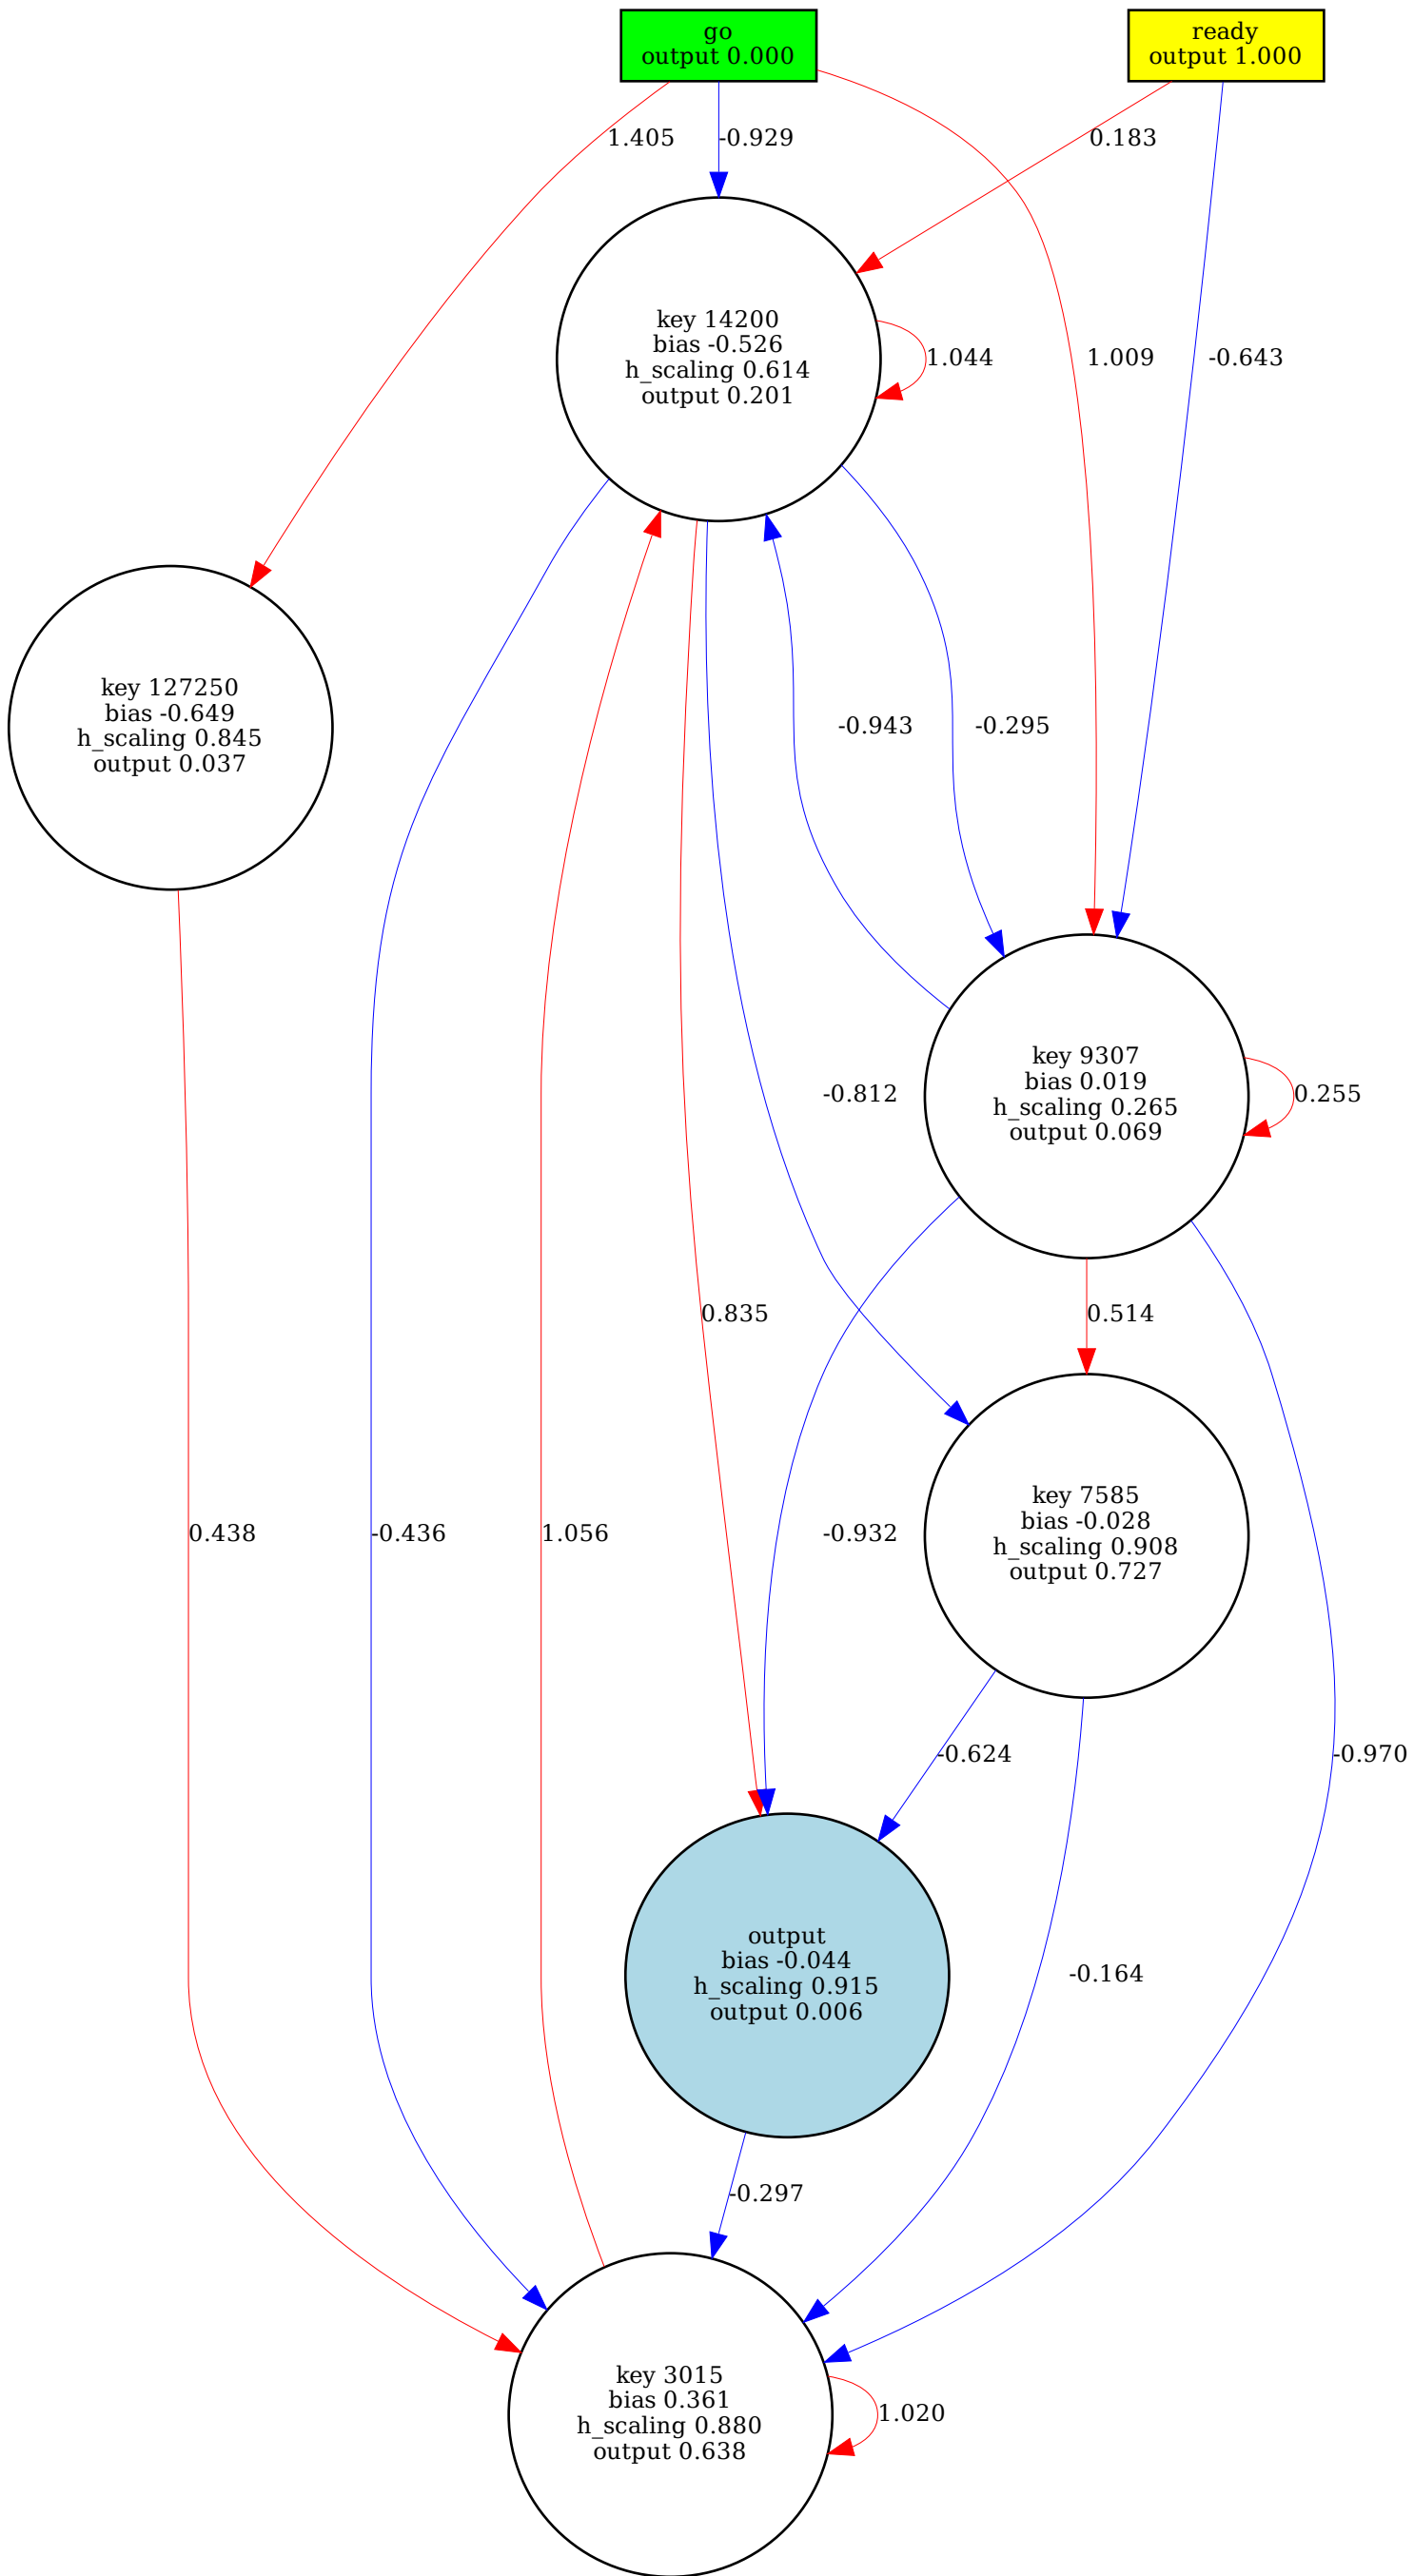 go
output 0.000
ready
output 1.000
1.405
-0.929
0.183
key 14200
bias -0.526
h_scaling 0.614
output 0.201
1.044
1.009
-0.643
key 127250
bias -0.649
h_scaling 0.845
output 0.037
-0.943
-0.295
key 9307
bias 0.019
h_scaling 0.265
output 0.069
-0.812
0.255
0.835
0.514
key 7585
bias -0.028
h_scaling 0.908
output 0.727
0.438
-0.436
1.056
-0.932
-0.624
-0.970
output
bias -0.044
h_scaling 0.915
output 0.006
-0.164
-0.297
key 3015
bias 0.361
h_scaling 0.880
output 0.638
1.020